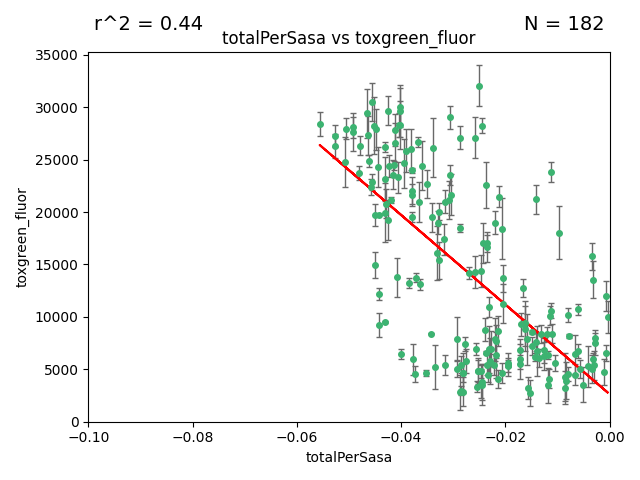 r^2 = 0.44
N = 182
totalPerSasa vs toxgreen_fluor
35000
30000
25000
20000
15000
10000
5000
0
toxgreen_fluor
−0.10
−0.08
−0.06
−0.04
−0.02
0.00
totalPerSasa